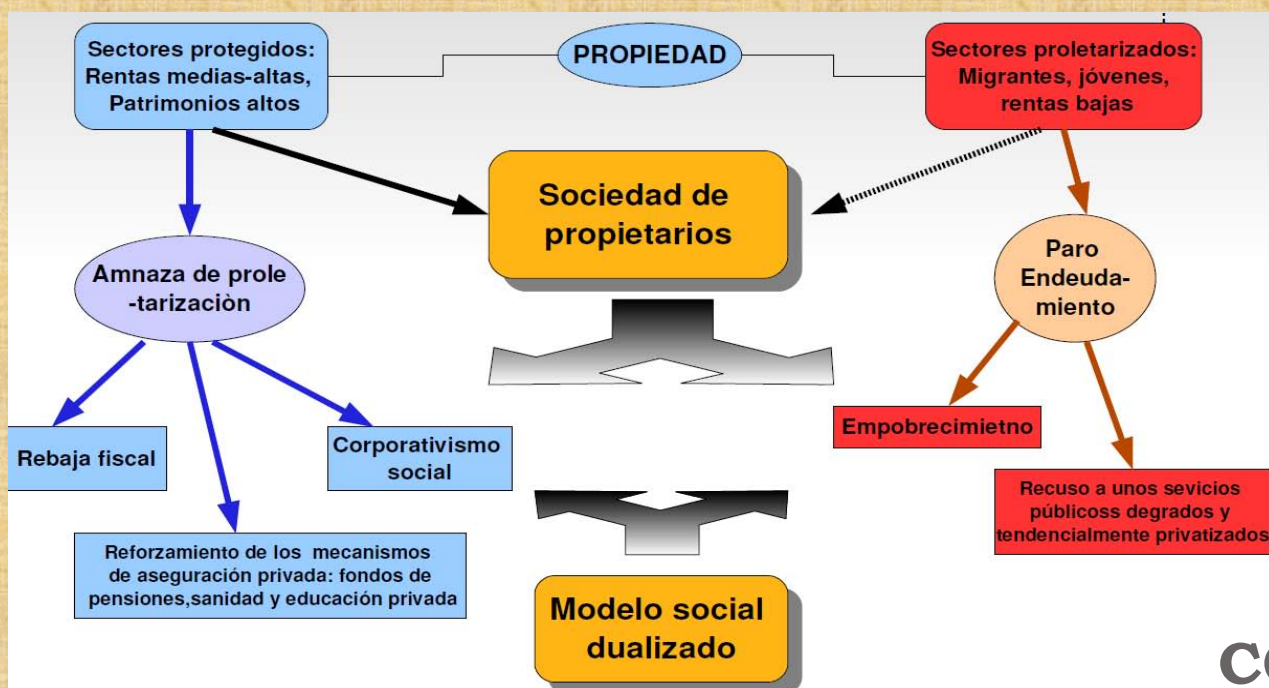 Sectores protegidos:
Rentas medias-altas,
Patrimonios altos
PROPIEDAD
Sectores proletarizados:
Migrantes, jóvenes,
rentas bajas
Sociedad de
propietarios
Amnaza de prole
-tarizaciòn
Paro
Endeuda-
miento
Rebaja fiscal
Corporativismo
social
Empobrecimietno
Reforzamiento de los mecanismos
de aseguración privada: fondos de
pensiones,sanidad y educación privada
Recuso a unos sevicios
públicoss degrados y
tendencialmente privatizados
Modelo social
dualizado